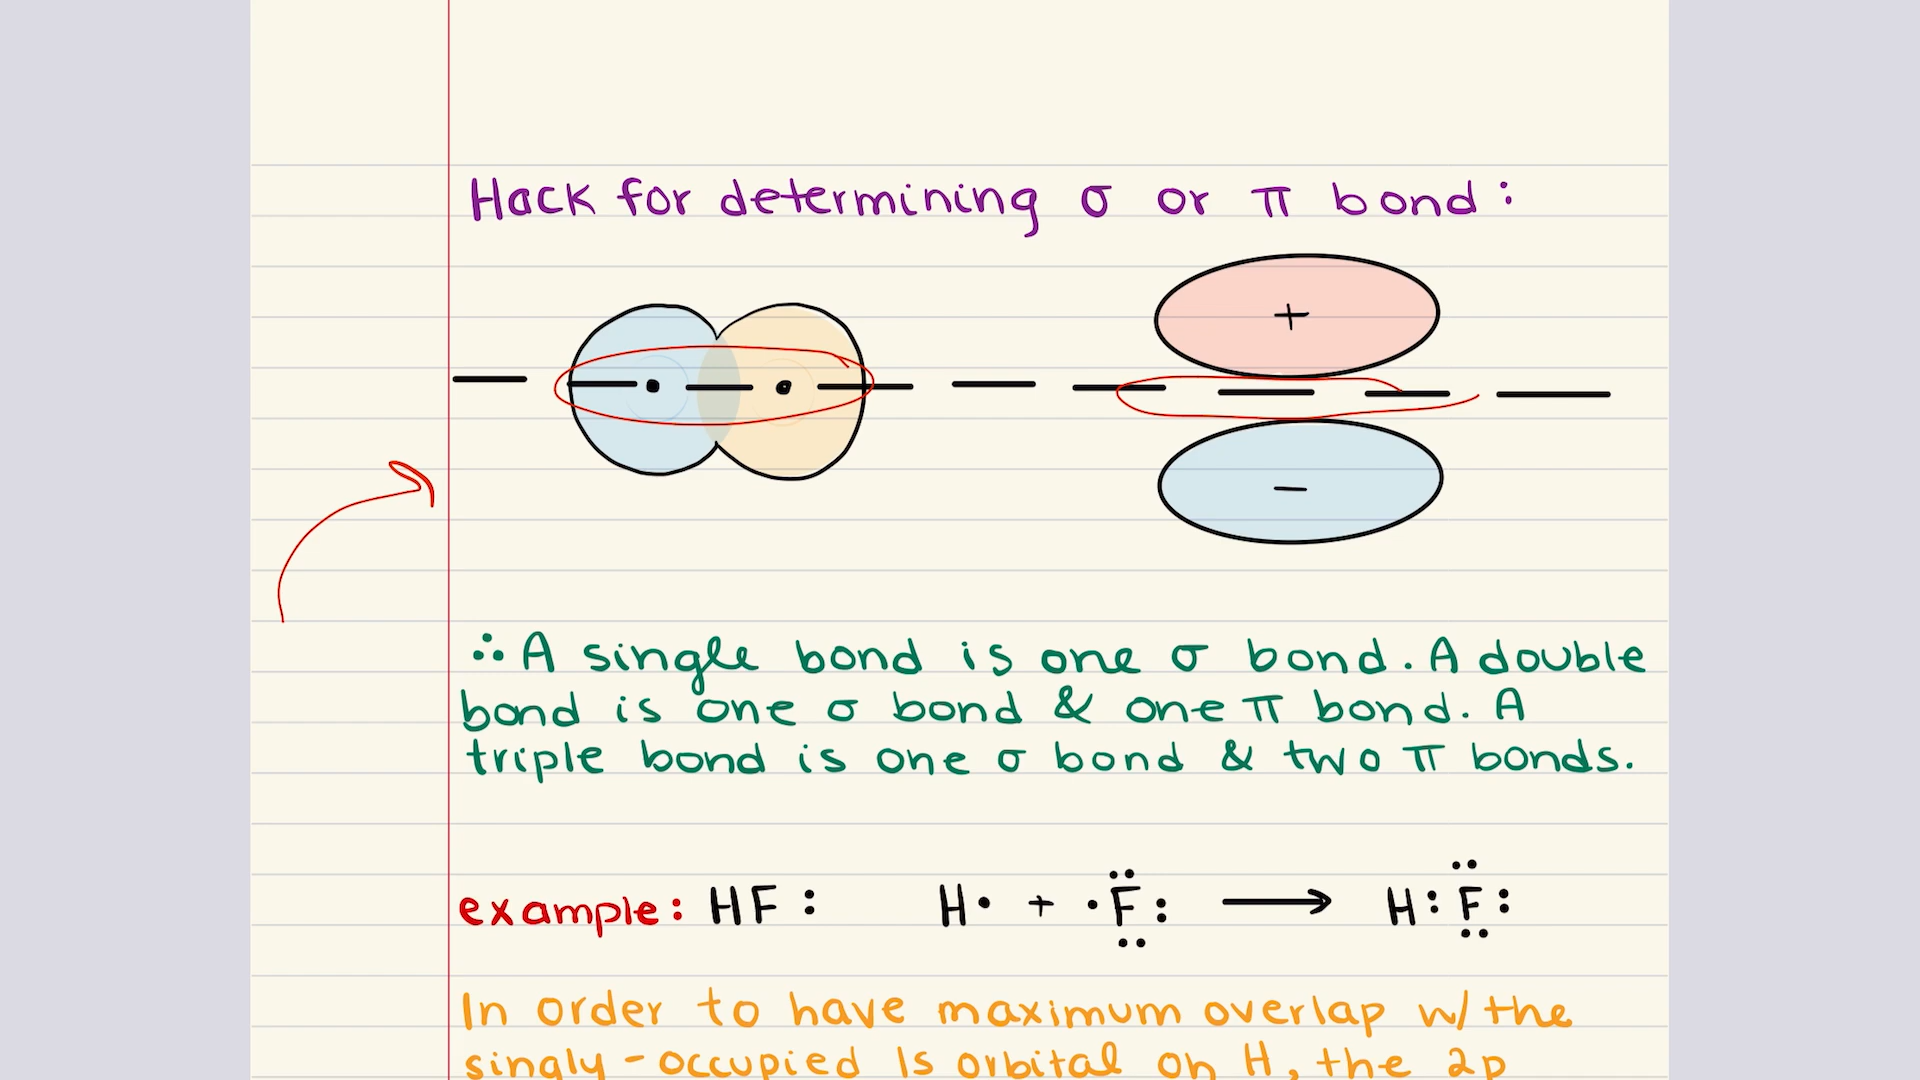 Hack for determining σ or π bond:
+
−
∴ A single bond is one σ bond. A double
bond is one σ bond & one π bond. A
triple bond is one σ bond & two π bonds.
example: HF: H· + ·F: → H:F:
In order to have maximum overlap w/ the
singly-occupied 1s orbital on H, the 2p